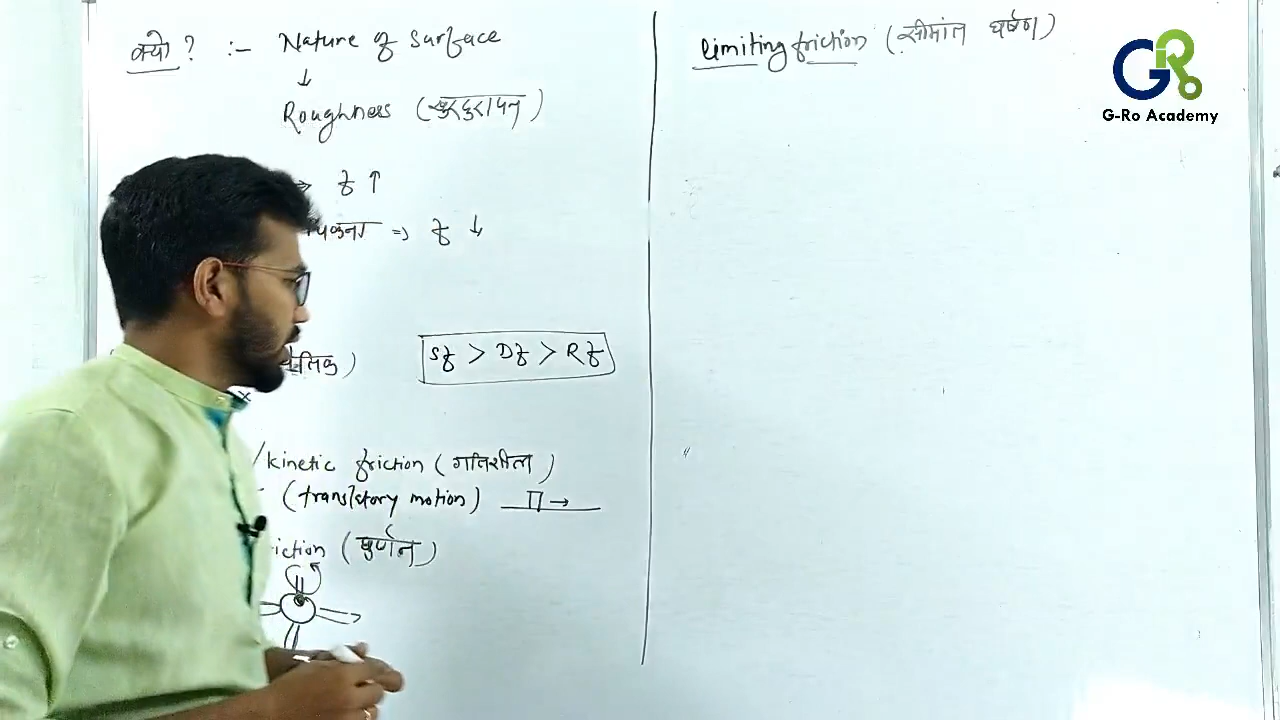 क्यो ? :- Nature of Surface
↓
Roughness (खुरदुरापन)
⇒ f ↑
⇒ f ↓
Sf > Df > Rf
/kinetic friction (गतिशील)
(translatory motion)
(घुर्णन)
limiting friction (सीमांत घर्षण)
GRo
G-Ro Academy